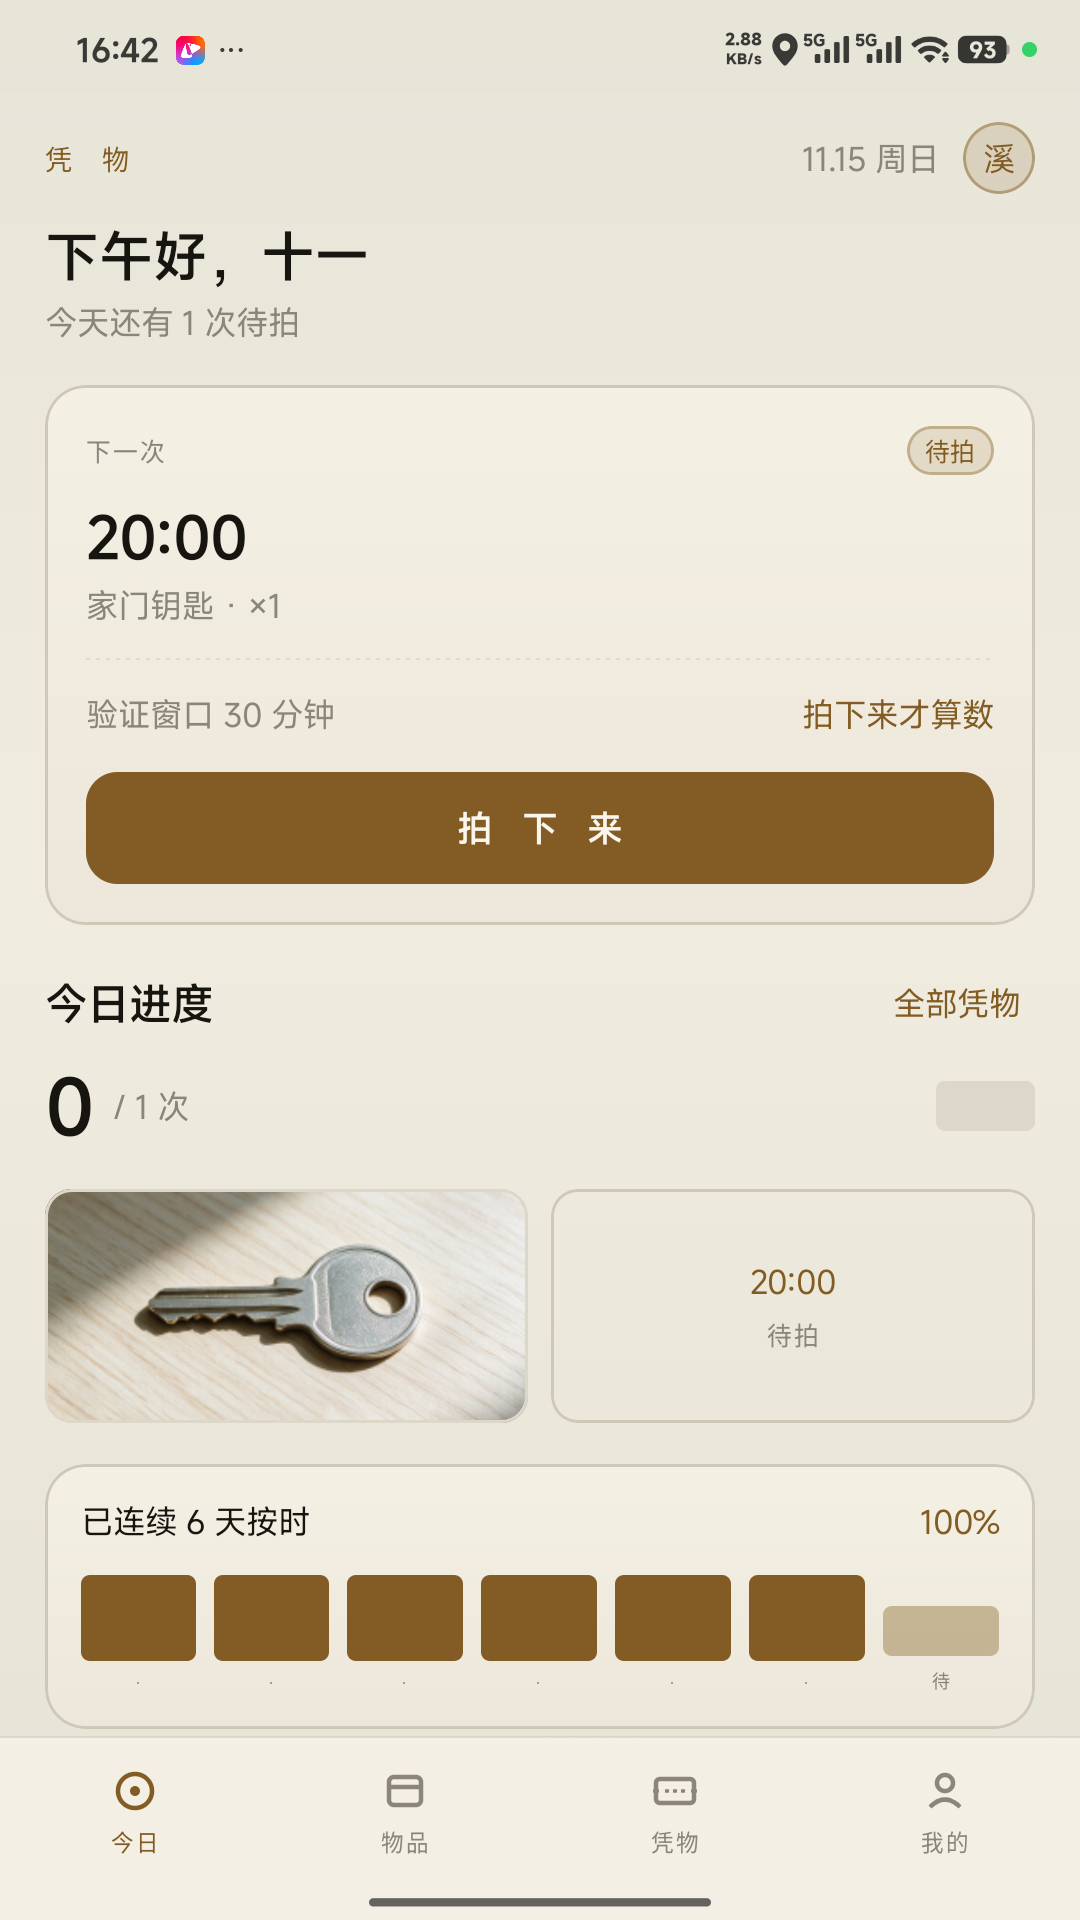 16:42 ···
2.88 KB/s 5G 5G 93
凭 物
11.15 周日 溪
下午好，十一
今天还有 1 次待拍
下一次 待拍
20:00
家门钥匙 · ×1
验证窗口 30 分钟 拍下来才算数
拍 下 来
今日进度 全部凭物
0 / 1 次
20:00
待拍
已连续 6 天按时 100%
· · · · · · 待
今日 物品 凭物 我的